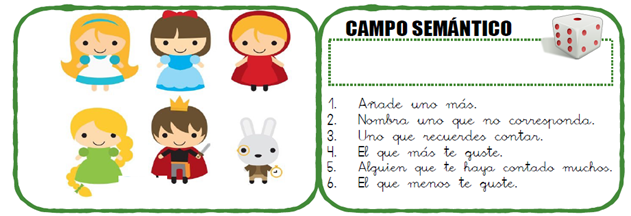 CAMPO SEMÁNTICO
1. Añade uno más.
2. Nombra uno que no corresponda.
3. Uno que recuerdes contar.
4. El que más te guste.
5. Alguien que te haya contado muchos.
6. El que menos te guste.